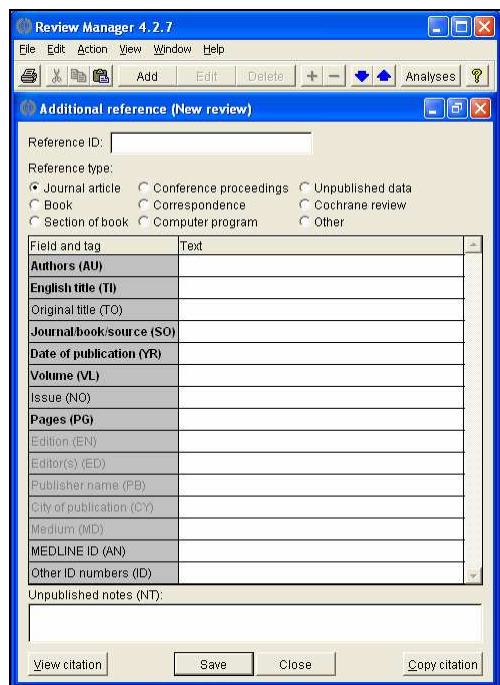 Review Manager 4.2.7
File Edit Action View Window Help
Add Edit Delete + − Analyses ?
Additional reference (New review)
Reference ID:
Reference type:
Journal article Conference proceedings Unpublished data
Book Correspondence Cochrane review
Section of book Computer program Other
Field and tag Text
Authors (AU)
English title (TI)
Original title (TO)
Journal/book/source (SO)
Date of publication (YR)
Volume (VL)
Issue (NO)
Pages (PG)
Edition (EN)
Editor(s) (ED)
Publisher name (PB)
City of publication (CY)
Medium (MD)
MEDLINE ID (AN)
Other ID numbers (ID)
Unpublished notes (NT):
View citation Save Close Copy citation